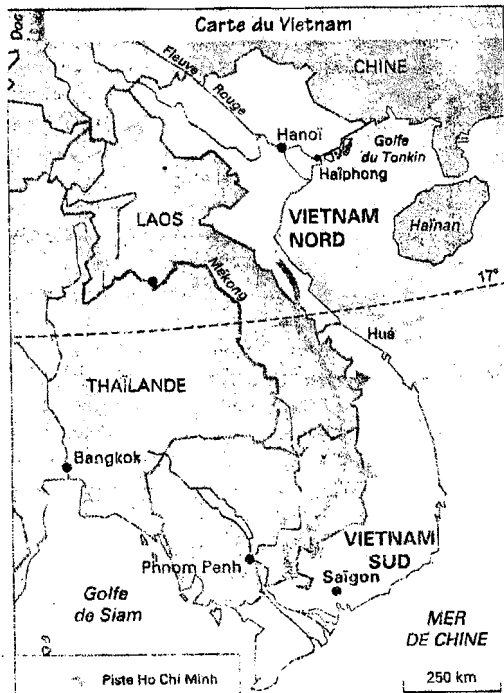 Doc
Carte du Vietnam
CHINE
Fleuve
Rouge
Hanoï
Golfe
du Tonkin
Haïphong
LAOS
VIETNAM
NORD
Haïnan
Mékong
17°
Hué
THAÏLANDE
Bangkok
VIETNAM
SUD
Phnom Penh
Saïgon
Golfe
de Siam
MER
DE CHINE
Piste Ho Chi Minh
250 km